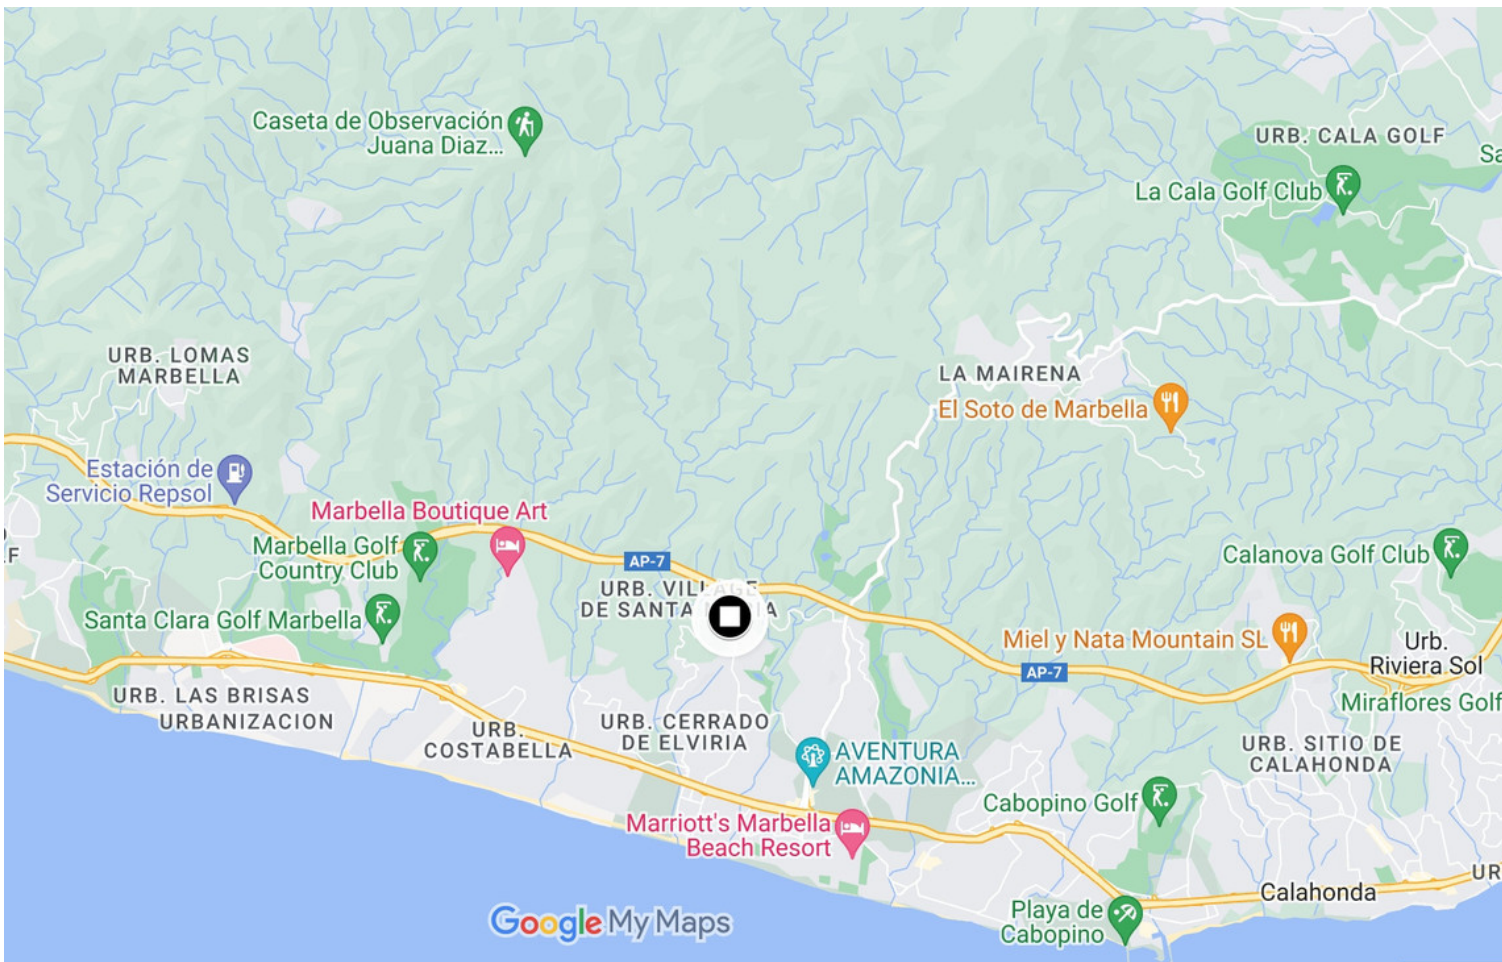 Caseta de Observación
Juana Diaz...
URB. CALA GOLF
La Cala Golf Club
URB. LOMAS
MARBELLA
LA MAIRENA
El Soto de Marbella
Estación de
Servicio Repsol
Marbella Boutique Art
Marbella Golf
Country Club
AP-7
URB. VILLAGE
DE SANTA
Calanova Golf Club
Santa Clara Golf Marbella
Miel y Nata Mountain SL
Urb.
Riviera Sol
AP-7
Miraflores Golf
URB. LAS BRISAS
URBANIZACION
URB.
COSTABELLA
URB. CERRADO
DE ELVIRIA
URB. SITIO DE
CALAHONDA
AVENTURA
AMAZONIA...
Cabopino Golf
Marriott's Marbella
Beach Resort
Calahonda
UR
Playa de
Cabopino
Google My Maps